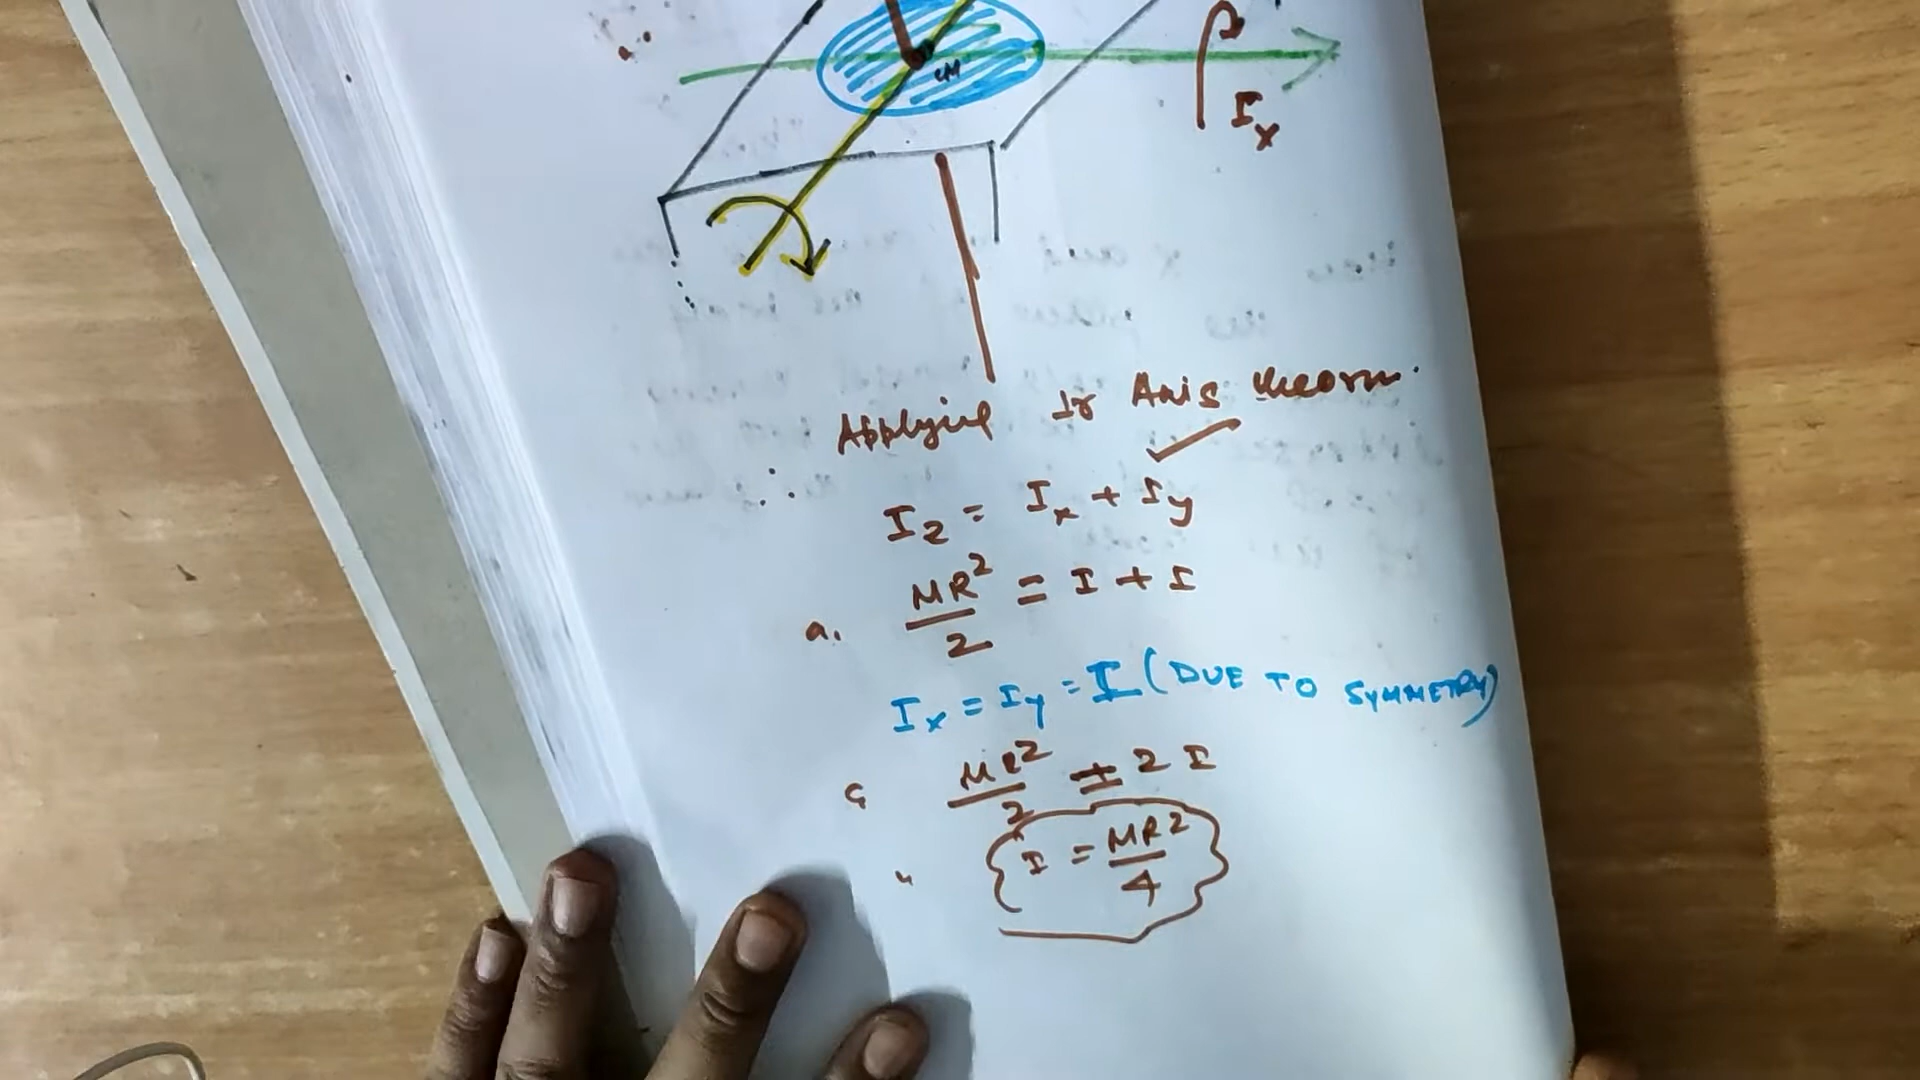 CM
Ix
Applying ⊥r Axis theorm.
∴ Iz = Ix + Iy
a. MR²/2 = I + I
Ix = Iy = I (DUE TO SYMMETRY)
MR²/2 = 2 I
I = MR²/4